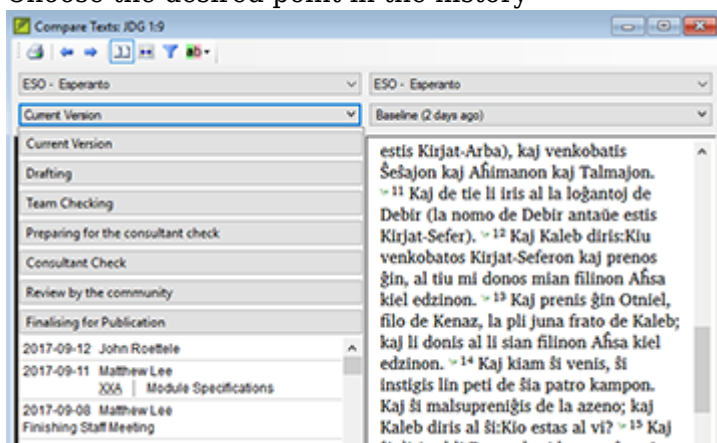 Choose the desired point in the history
Compare Texts: JDG 1:9
ESO - Esperanto
ESO - Esperanto
Current Version
Baseline (2 days ago)
Current Version
Drafting
Team Checking
Preparing for the consultant check
Consultant Check
Review by the community
Finalising for Publication
2017-09-12 John Roettele
2017-09-11 Matthew Lee
XXA | Module Specifications
2017-09-08 Matthew Lee
Finishing Staff Meeting
estis Kirjat-Arba), kaj venkobatis
Ŝeŝajon kaj Aĥimanon kaj Talmajon.
11 Kaj de tie li iris al la loĝantoj de
Debir (la nomo de Debir antaŭe estis
Kirjat-Sefer). 12 Kaj Kaleb diris:Kiu
venkobatos Kirjat-Seferon kaj prenos
ĝin, al tiu mi donos mian filinon Aĥsa
kiel edzinon. 13 Kaj prenis ĝin Otniel,
filo de Kenaz, la pli juna frato de Kaleb;
kaj li donis al li sian filinon Aĥsa kiel
edzinon. 14 Kaj kiam ŝi venis, ŝi
instigis lin peti de ŝia patro kampon.
Kaj ŝi malsupreniĝis de la azeno; kaj
Kaleb diris al ŝi:Kio estas al vi? 15 Kaj